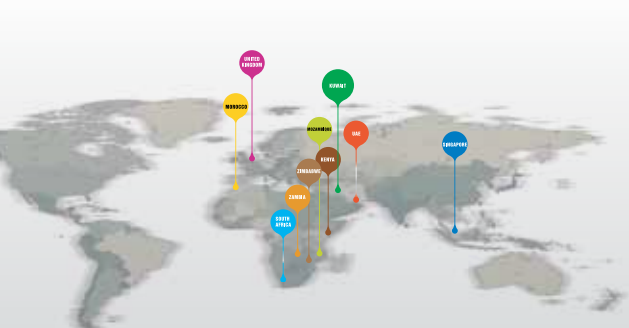 UNITED
KINGDOM
KUWAIT
MOROCCO
MOZAMBIQUE
UAE
SINGAPORE
KENYA
ZIMBABWE
ZAMBIA
SOUTH
AFRICA